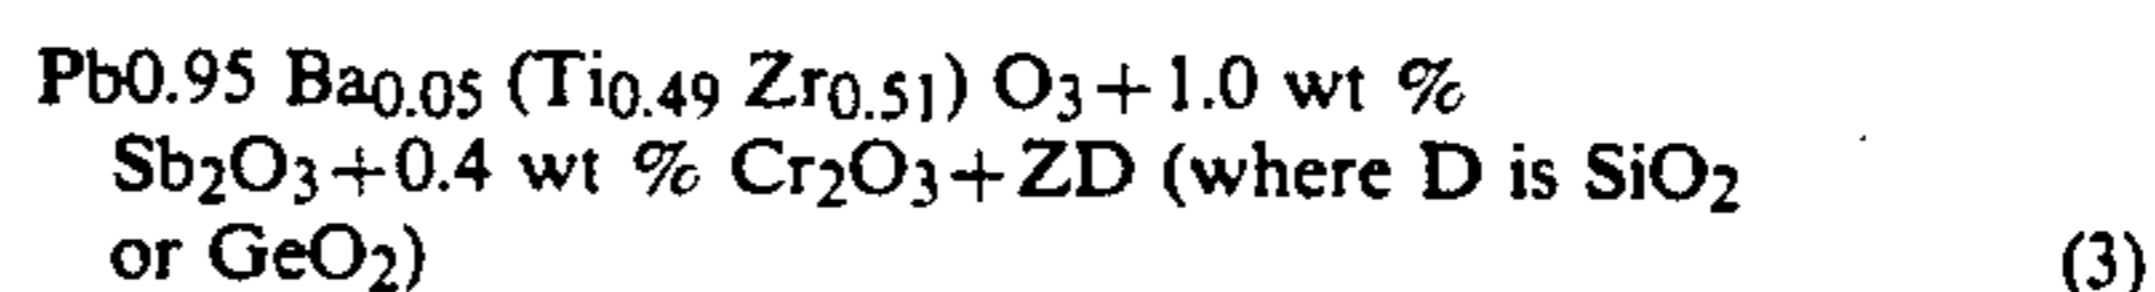 Pb0.95 Ba₀.₀₅ (Ti₀.₄₉ Zr₀.₅₁) O₃+1.0 wt %
Sb₂O₃+0.4 wt % Cr₂O₃+ZD (where D is SiO₂
or GeO₂) (3)